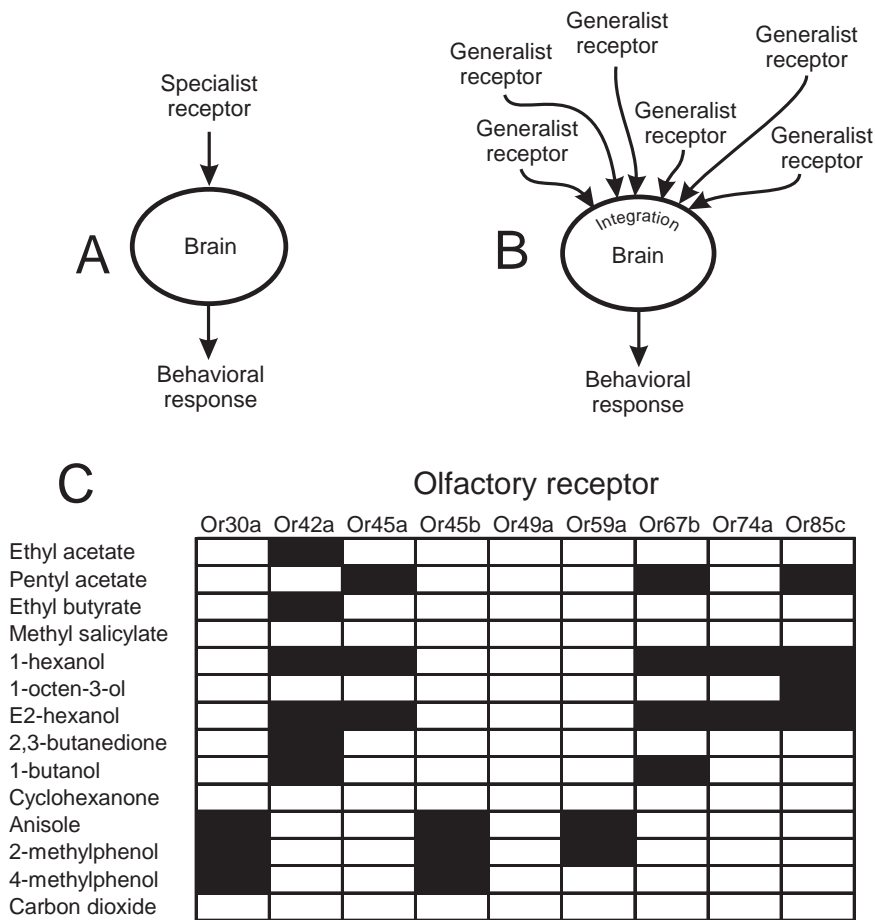 Specialist
receptor
Brain
A
Behavioral
response
Generalist
receptor
Generalist
receptor
Generalist
receptor
Generalist
receptor
Generalist
receptor
Generalist
receptor
Integration
Brain
B
Behavioral
response
C
Olfactory receptor
Or30a Or42a Or45a Or45b Or49a Or59a Or67b Or74a Or85c
Ethyl acetate
Pentyl acetate
Ethyl butyrate
Methyl salicylate
1-hexanol
1-octen-3-ol
E2-hexanol
2,3-butanedione
1-butanol
Cyclohexanone
Anisole
2-methylphenol
4-methylphenol
Carbon dioxide